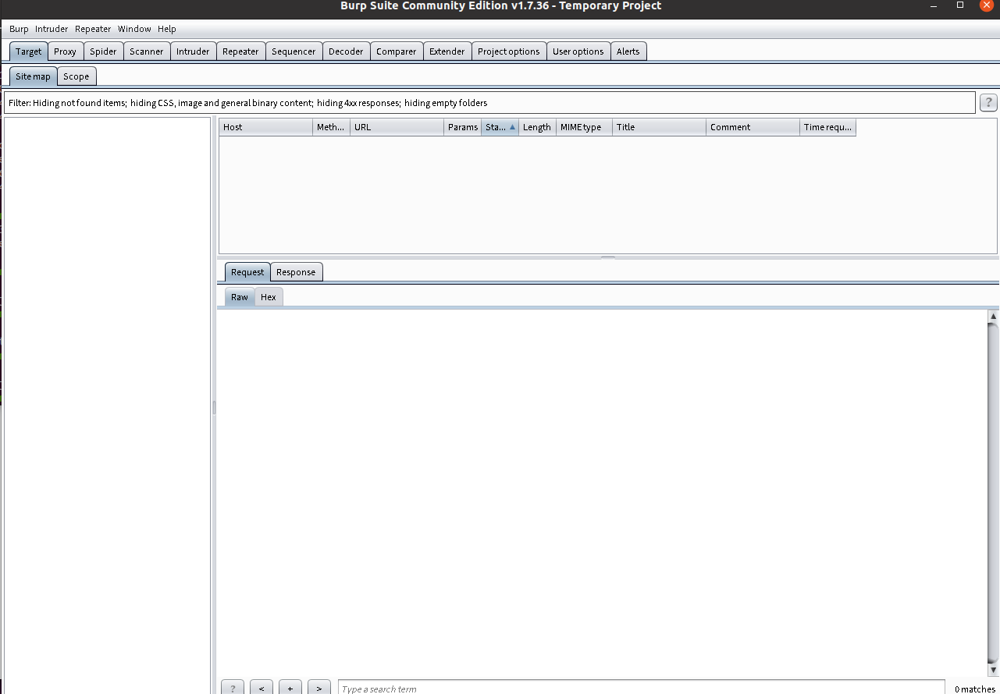 Burp Suite Community Edition v1.7.36 - Temporary Project
Burp Intruder Repeater Window Help
Target Proxy Spider Scanner Intruder Repeater Sequencer Decoder Comparer Extender Project options User options Alerts
Site map Scope
Filter: Hiding not found items; hiding CSS, image and general binary content; hiding 4xx responses; hiding empty folders ?
Host Meth... URL Params Sta... Length MIME type Title Comment Time requ...
Request Response
Raw Hex
? < + > Type a search term 0 matches